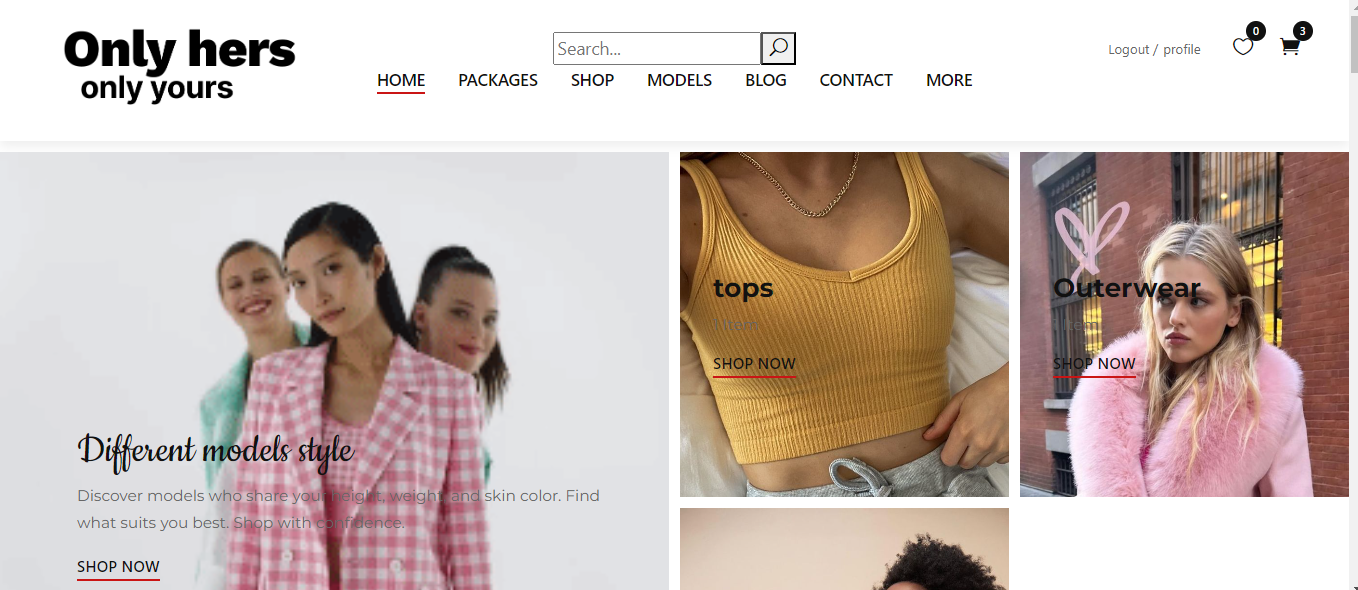 Only hers
only yours
Search...
Logout / profile
0
3
HOME PACKAGES SHOP MODELS BLOG CONTACT MORE
Different models style
Discover models who share your height, weight, and skin color. Find
what suits you best. Shop with confidence.
SHOP NOW
tops
SHOP NOW
Outerwear
SHOP NOW